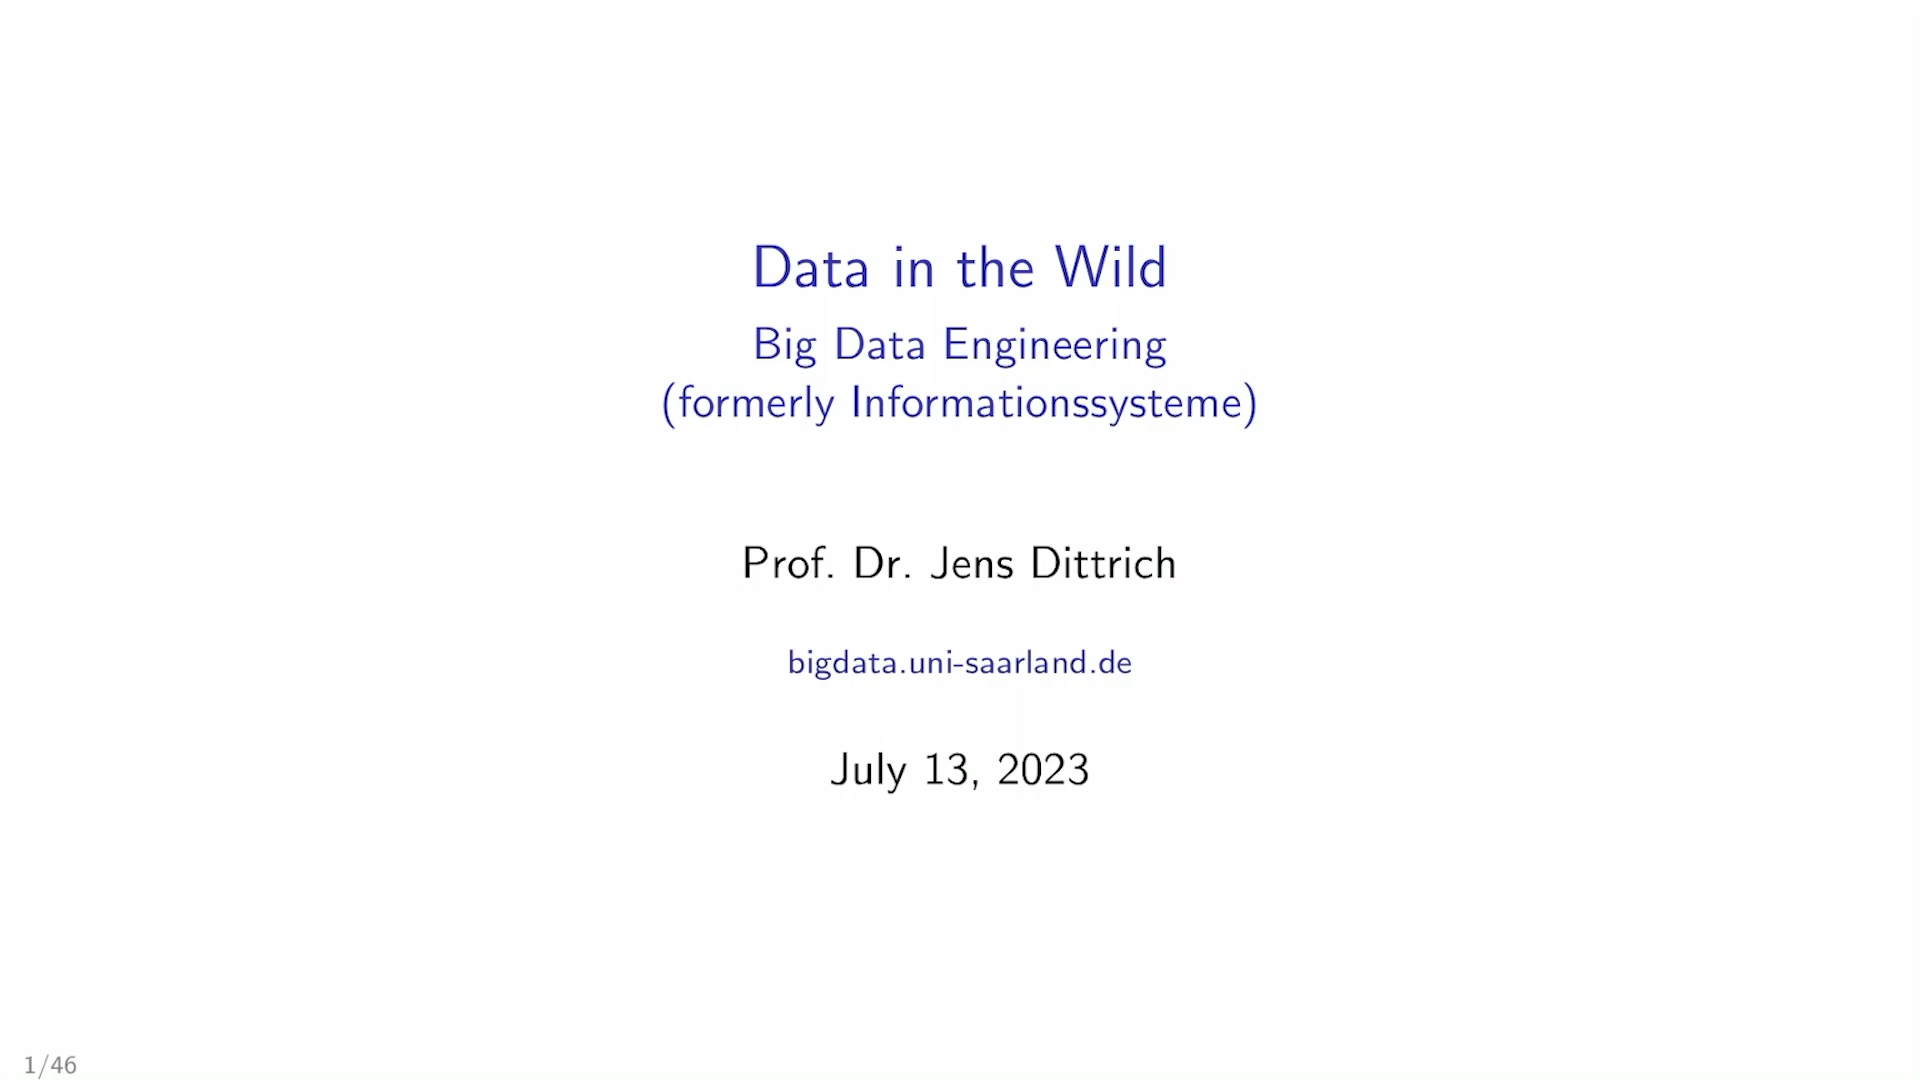 Data in the Wild
Big Data Engineering
(formerly Informationssysteme)
Prof. Dr. Jens Dittrich
bigdata.uni-saarland.de
July 13, 2023
1/46